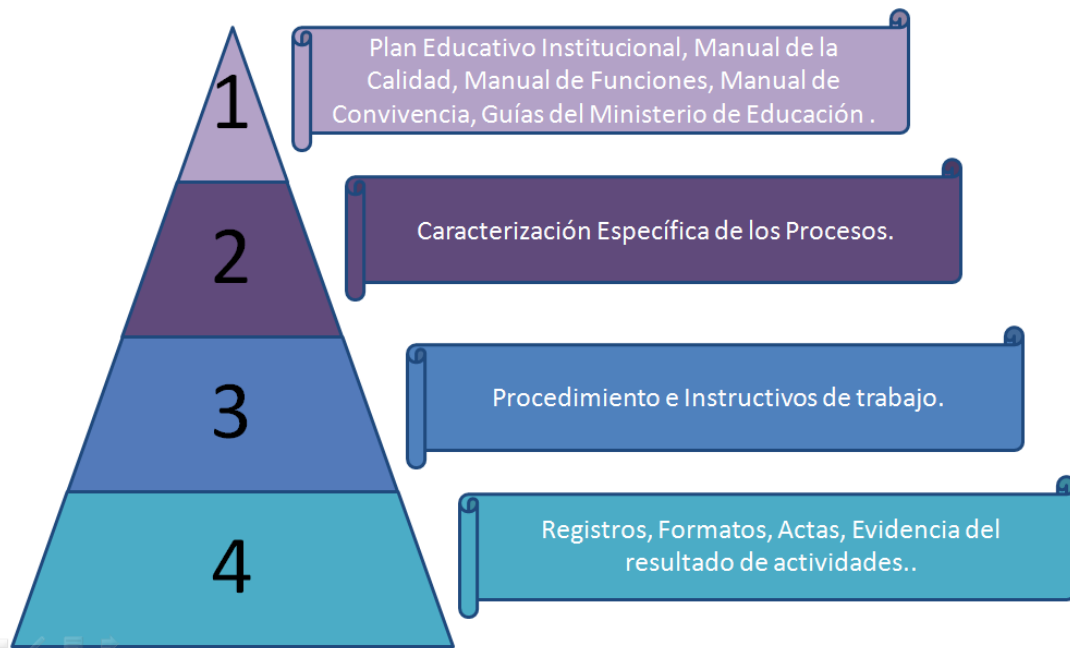 1
Plan Educativo Institucional, Manual de la
Calidad, Manual de Funciones, Manual de
Convivencia, Guías del Ministerio de Educación .
2
Caracterización Específica de los Procesos.
3
Procedimiento e Instructivos de trabajo.
4
Registros, Formatos, Actas, Evidencia del
resultado de actividades..